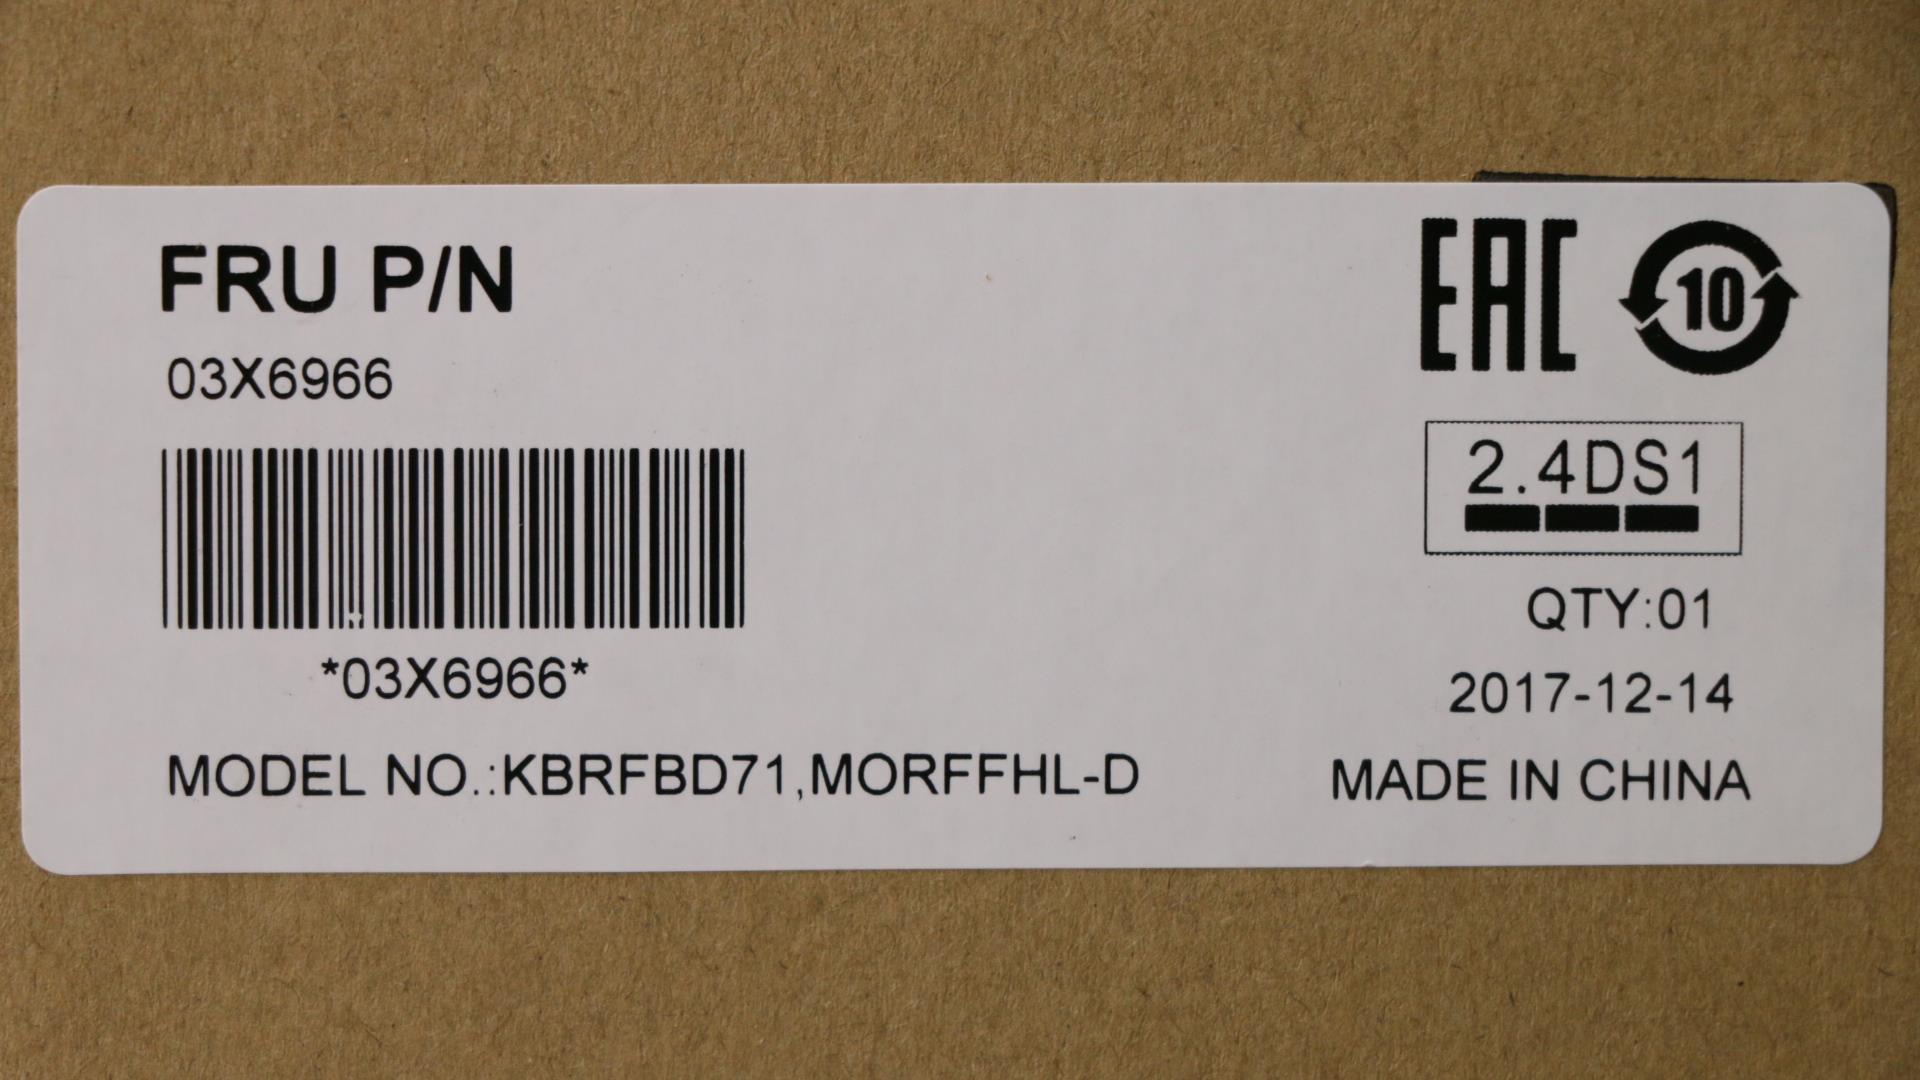 FRU P/N
03X6966
*03X6966*
MODEL NO.:KBRFBD71,MORFFHL-D
EAC
10
2.4DS1
QTY:01
2017-12-14
MADE IN CHINA